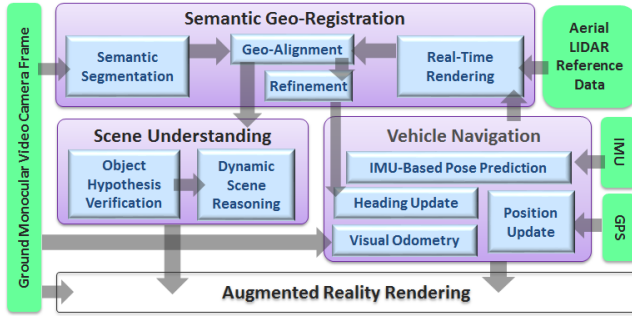 Semantic Geo-Registration
Semantic
Segmentation
Geo-Alignment
Refinement
Real-Time
Rendering
Aerial
LIDAR
Reference
Data
Ground Monocular Video Camera Frame
Scene Understanding
Object
Hypothesis
Verification
Dynamic
Scene
Reasoning
Vehicle Navigation
IMU-Based Pose Prediction
Heading Update
Visual Odometry
Position
Update
IMU
GPS
Augmented Reality Rendering